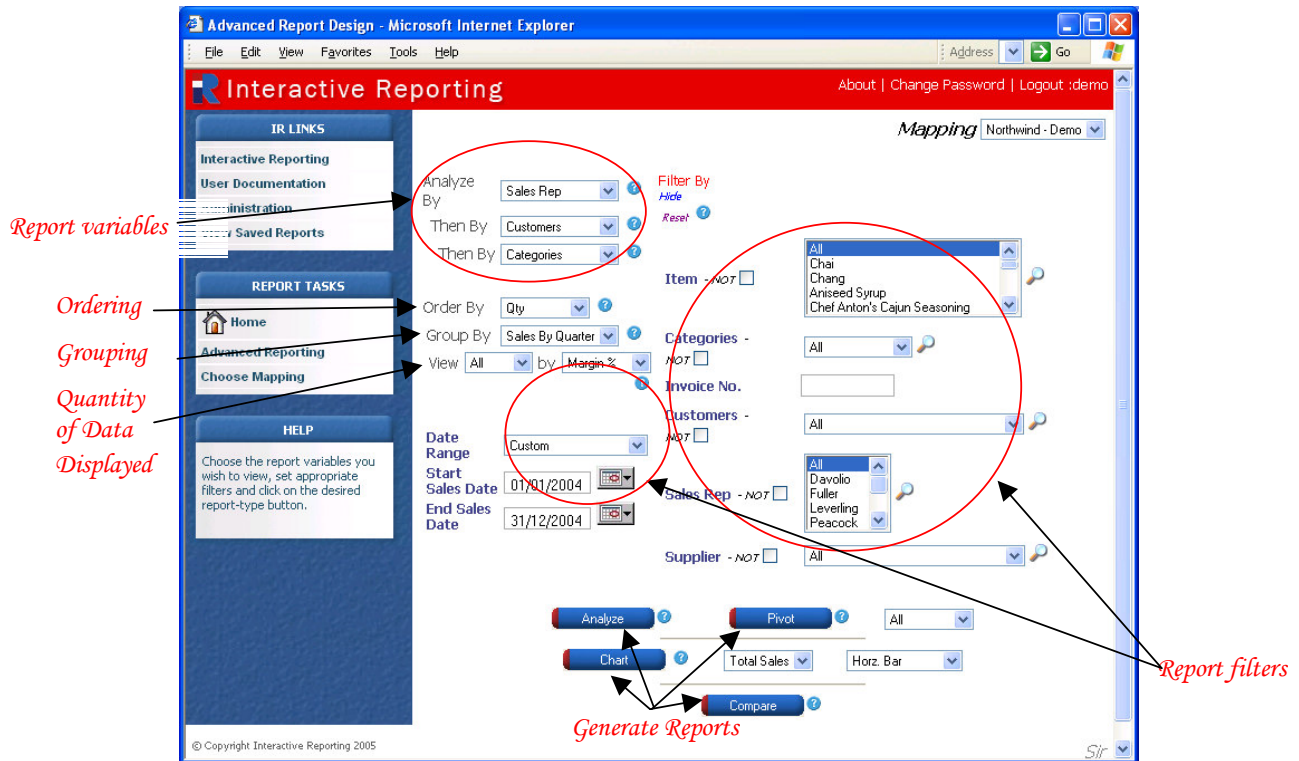 Advanced Report Design - Microsoft Internet Explorer
File Edit View Favorites Tools Help
Address Go
Interactive Reporting
About | Change Password | Logout :demo
Mapping Northwind - Demo
IR LINKS
Interactive Reporting
User Documentation
ministration
Saved Reports
REPORT TASKS
Home
Advanced Reporting
Choose Mapping
HELP
Choose the report variables you
wish to view, set appropriate
filters and click on the desired
report-type button.
© Copyright Interactive Reporting 2005
Report variables
Ordering
Grouping
Quantity
of Data
Displayed
Analyze
By
Sales Rep
Then By Customers
Then By Categories
Order By Qty
Group By Sales By Quarter
View All by Margin %
Date
Range
Custom
Start
Sales Date
01/01/2004
End Sales
Date
31/12/2004
Filter By
Hide
Reset
Item - NOT
All
Chai
Chang
Aniseed Syrup
Chef Anton's Cajun Seasoning
Categories -
NOT
All
Invoice No.
Customers -
NOT
All
Sales Rep - NOT
All
Davolio
Fuller
Leverling
Peacock
Supplier - NOT
All
Analyze
Pivot
All
Chart
Total Sales
Horz. Bar
Compare
Generate Reports
Report filters
Sir